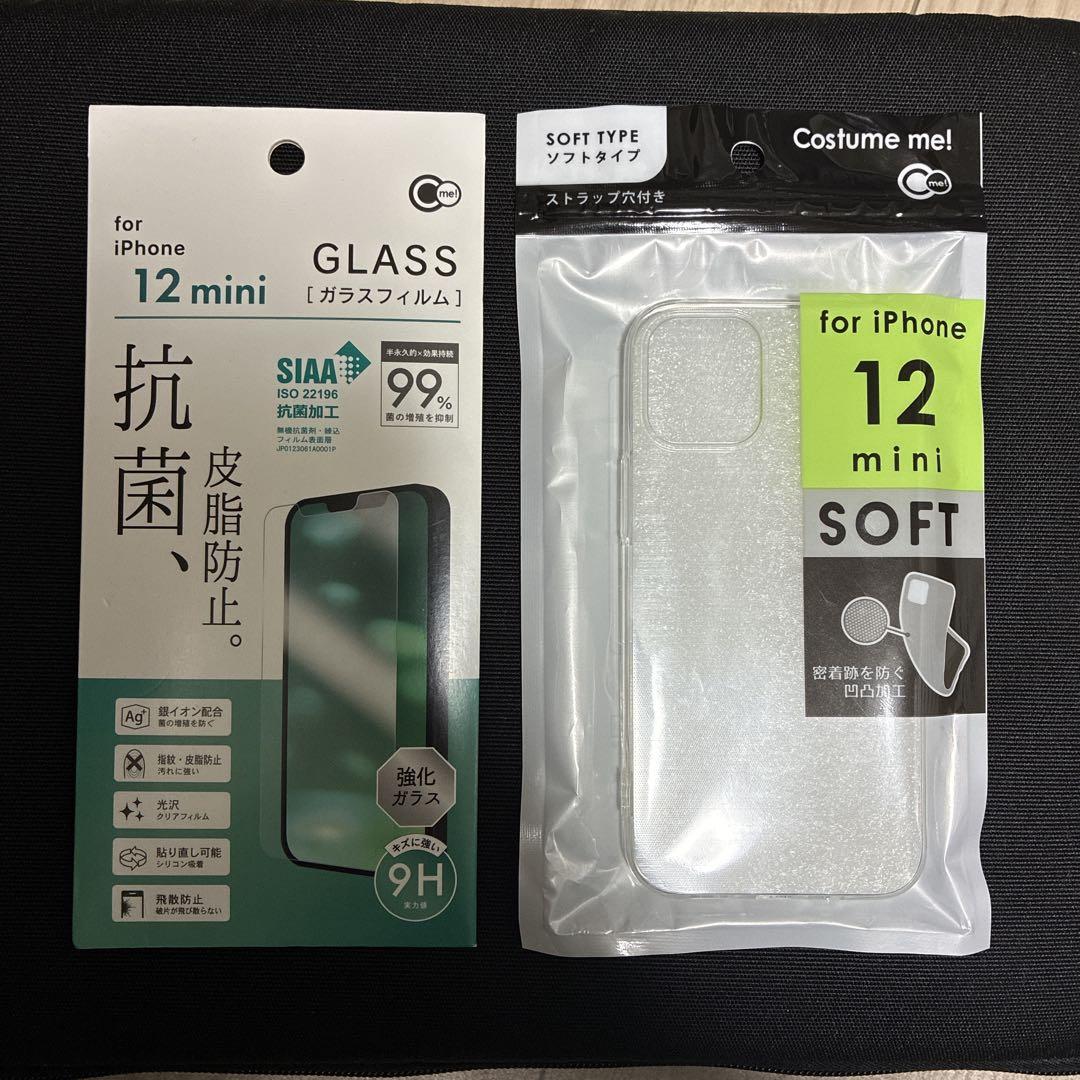 me!
for
iPhone
12 mini
GLASS
[ガラスフィルム]
抗菌、
皮脂防止。
SIAA
ISO 22196
抗菌加工
無機抗菌剤・練込
フィルム表面層
JP0123061A0001P
半永久的×効果持続
99%
菌の増殖を抑制
Ag+
銀イオン配合
菌の増殖を防ぐ
指紋・皮脂防止
汚れに強い
光沢
クリアフィルム
貼り直し可能
シリコン吸着
飛散防止
破片が飛び散らない
強化
ガラス
キズに強い
9H
実力値
SOFT TYPE
ソフトタイプ
ストラップ穴付き
Costume me!
me!
for iPhone
12
mini
SOFT
密着跡を防ぐ
凹凸加工